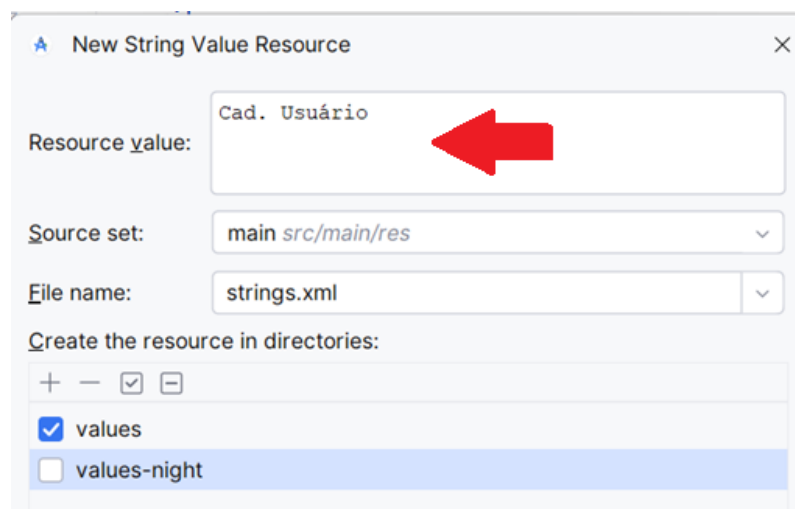 New String Value Resource
Resource value:
Cad. Usuário
Source set:
main src/main/res
File name:
strings.xml
Create the resource in directories:
values
values-night